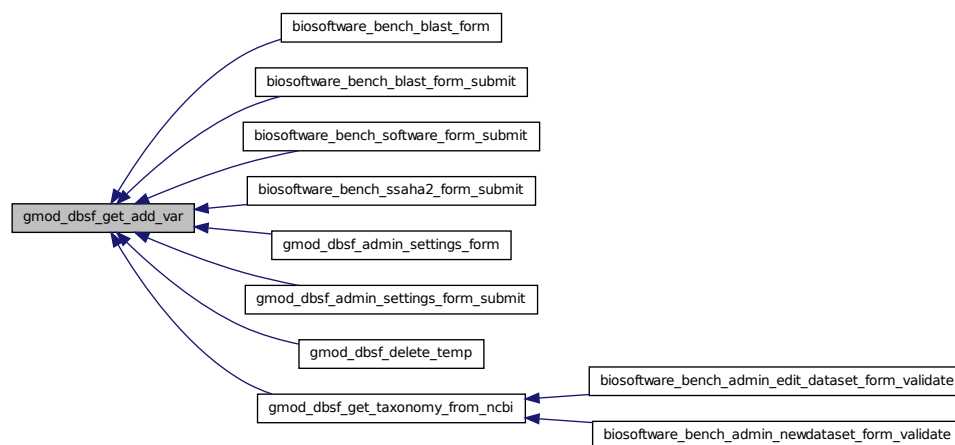 biosoftware_bench_blast_form
biosoftware_bench_blast_form_submit
biosoftware_bench_software_form_submit
biosoftware_bench_ssaha2_form_submit
gmod_dbsf_get_add_var
gmod_dbsf_admin_settings_form
gmod_dbsf_admin_settings_form_submit
gmod_dbsf_delete_temp
biosoftware_bench_admin_edit_dataset_form_validate
gmod_dbsf_get_taxonomy_from_ncbi
biosoftware_bench_admin_newdataset_form_validate